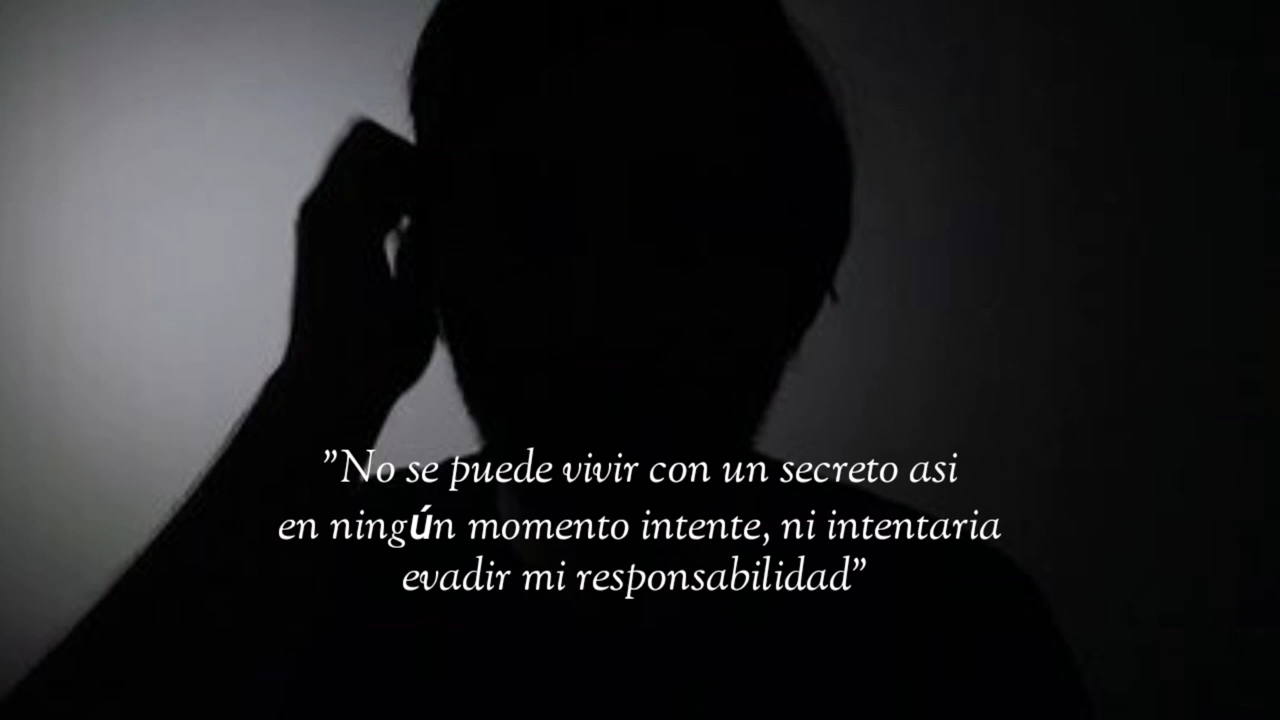 ”No se puede vivir con un secreto asi
en ningún momento intente, ni intentaria
evadir mi responsabilidad”